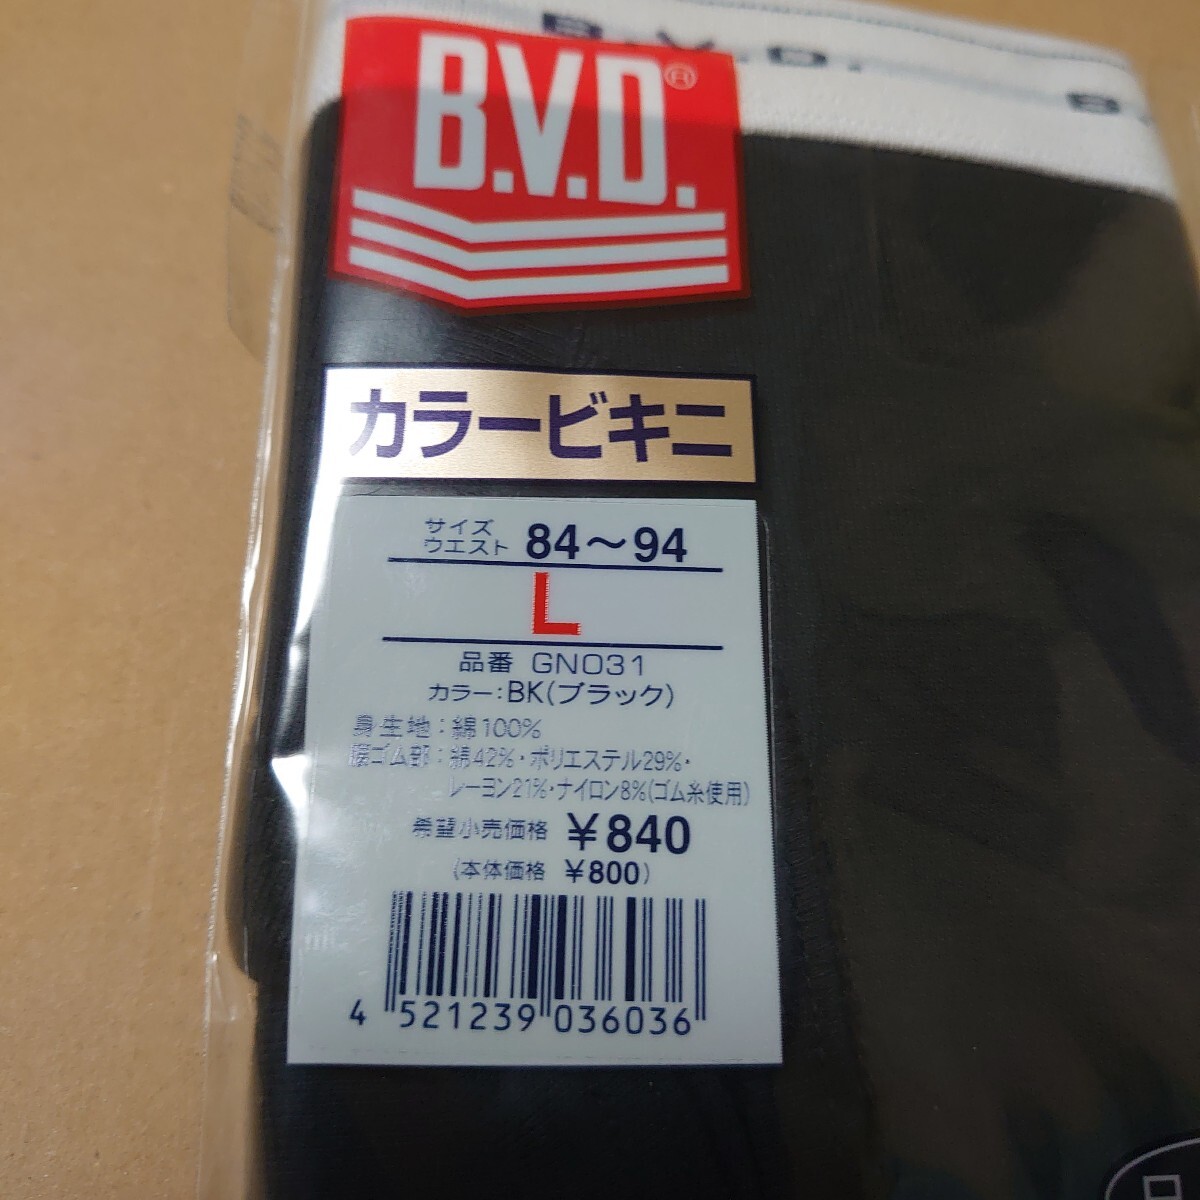 B.V.D.
B.V.D.®
カラービキニ
サイズ
ウエスト 84～94
L
品番 GN031
カラー:BK(ブラック)
身生地:綿100%
腰ゴム部:綿42%・ポリエステル29%・
レーヨン21%・ナイロン8%(ゴム糸使用)
希望小売価格 ¥840
(本体価格 ¥800)
4 521239 036036